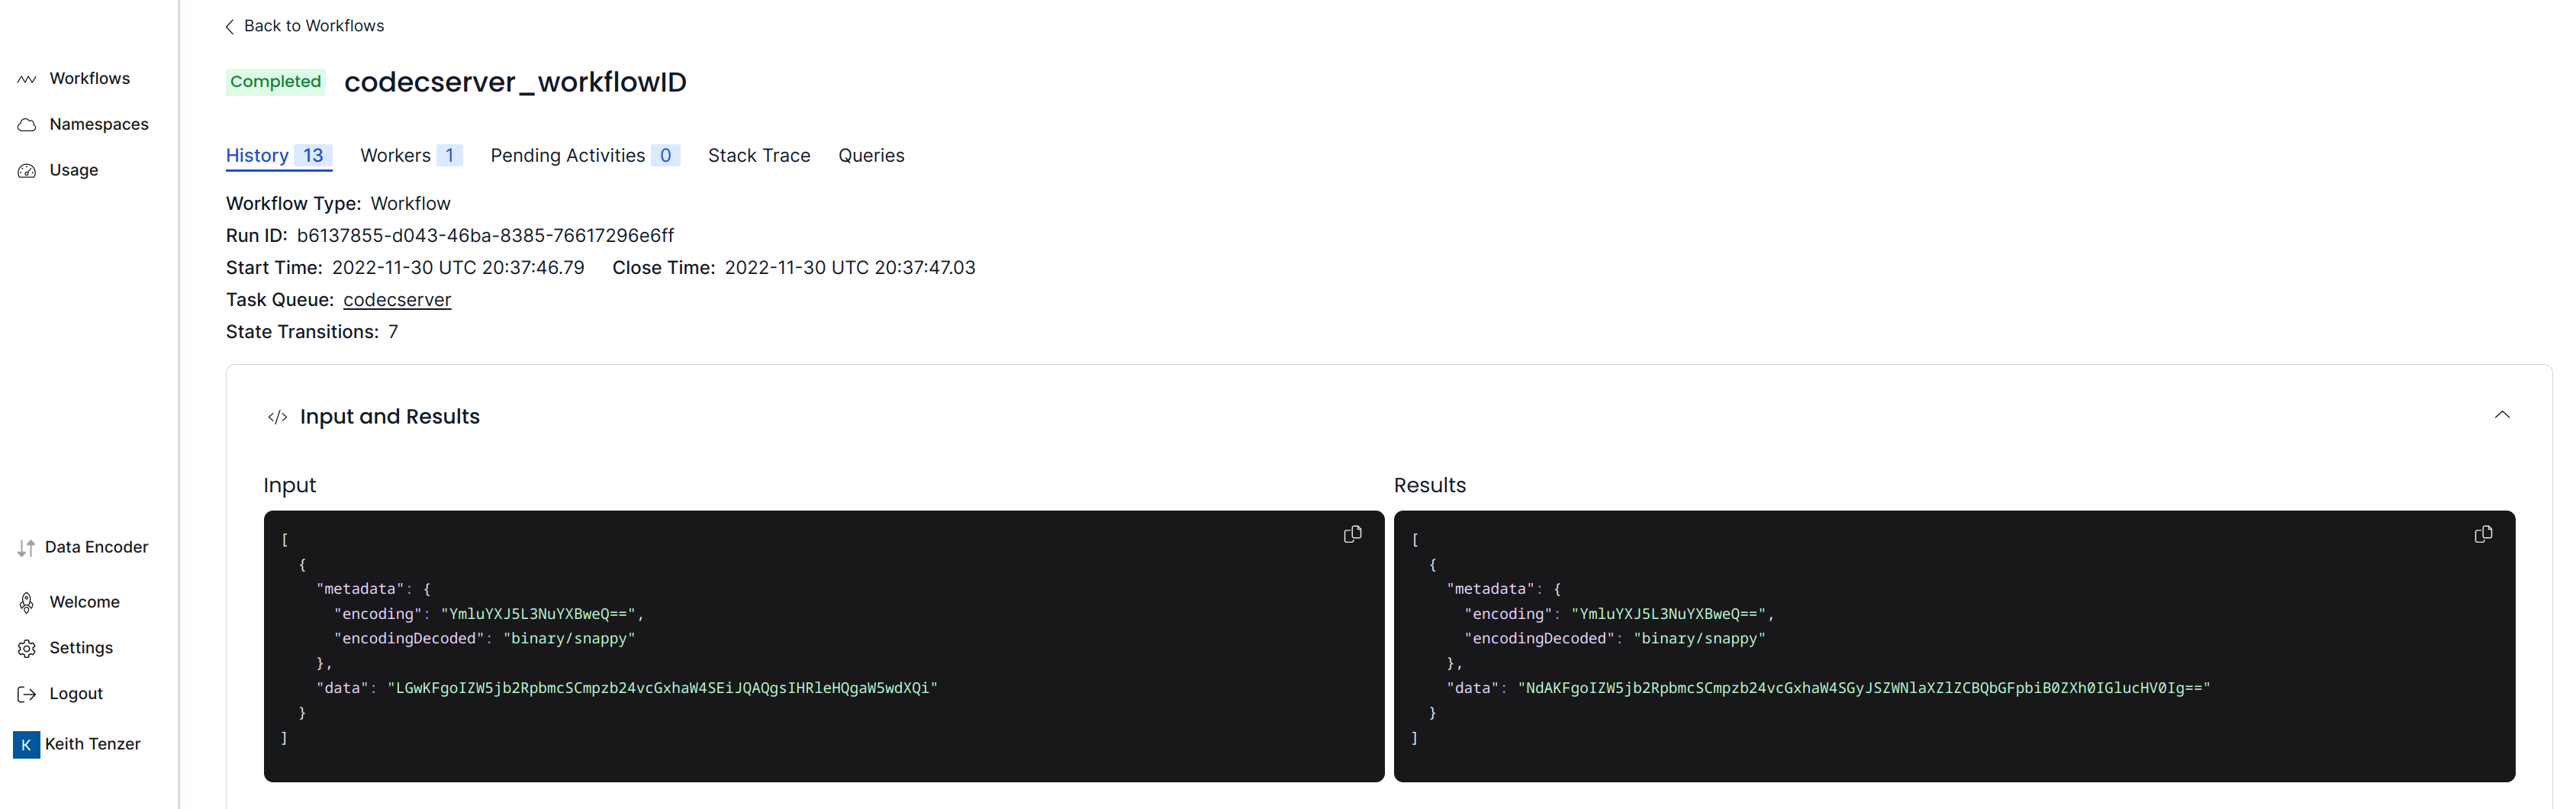 Back to Workflows
Completed codecserver_workflowID
Workflows
Namespaces
Usage
History 13 Workers 1 Pending Activities 0 Stack Trace Queries
Workflow Type: Workflow
Run ID: b6137855-d043-46ba-8385-76617296e6ff
Start Time: 2022-11-30 UTC 20:37:46.79 Close Time: 2022-11-30 UTC 20:37:47.03
Task Queue: codecserver
State Transitions: 7
</> Input and Results
Input
[
{
"metadata": {
"encoding": "YmluYXJ5L3NuYXBweQ==",
"encodingDecoded": "binary/snappy"
},
"data": "LGwKFgoIZW5jb2RpbmcSCmpzb24vcGxhaW4SEiJQAQgsIHRleHQgaW5wdXQi"
}
]
Results
[
{
"metadata": {
"encoding": "YmluYXJ5L3NuYXBweQ==",
"encodingDecoded": "binary/snappy"
},
"data": "NdAKFgoIZW5jb2RpbmcSCmpzb24vcGxhaW4SGyJSZWNlaXZlZCBQbGFpbiB0ZXh0IGlucHV0Ig=="
}
]
Data Encoder
Welcome
Settings
Logout
K Keith Tenzer